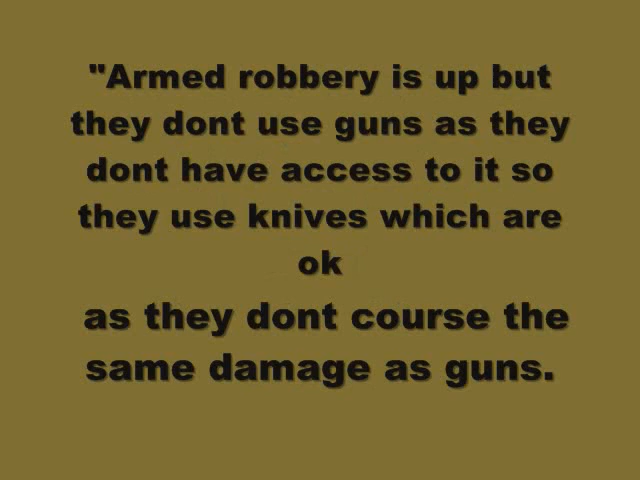 "Armed robbery is up but
they dont use guns as they
dont have access to it so
they use knives which are
ok
as they dont course the
same damage as guns.